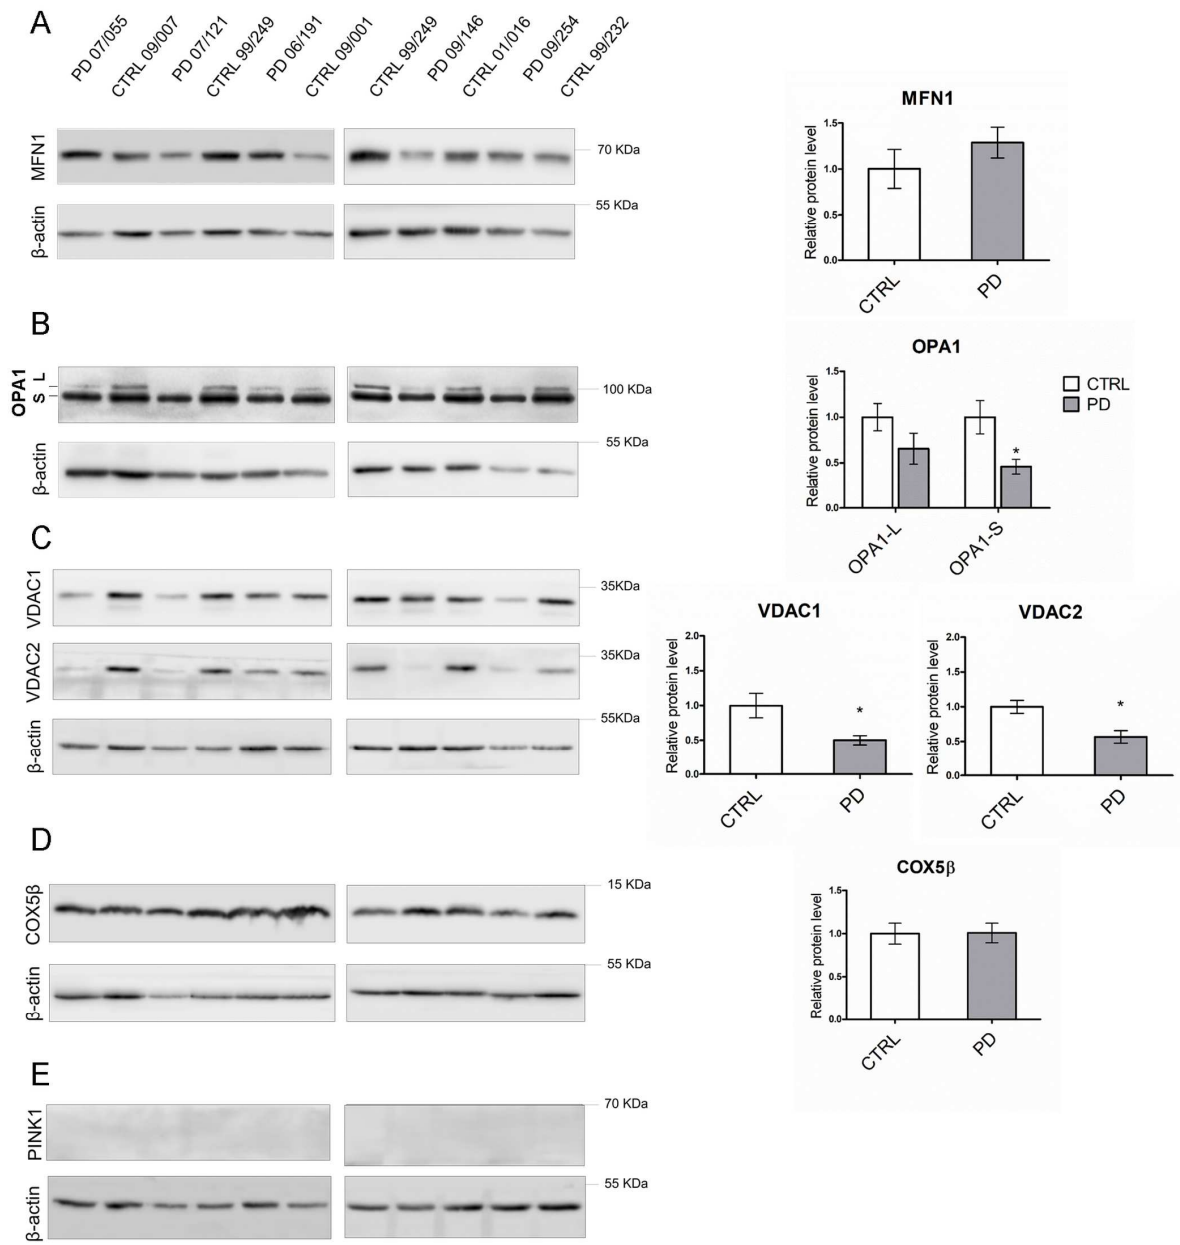 A
PD 07/055
CTRL 09/007
PD 07/121
CTRL 99/249
PD 06/191
CTRL 09/001
CTRL 99/249
PD 09/146
CTRL 01/016
PD 09/254
CTRL 99/232
MFN1
70 KDa
β-actin
55 KDa
MFN1
Relative protein level
1.5
1.0
0.5
0.0
CTRL
PD
B
OPA1
S L
100 KDa
β-actin
55 KDa
OPA1
Relative protein level
1.5
1.0
0.5
0.0
*
OPA1-L
OPA1-S
CTRL
PD
C
VDAC1
35KDa
VDAC2
35KDa
β-actin
55KDa
VDAC1
Relative protein level
2.0
1.5
1.0
0.5
0.0
*
CTRL
PD
VDAC2
Relative protein level
2.0
1.5
1.0
0.5
0.0
*
CTRL
PD
D
COX5β
15 KDa
β-actin
55 KDa
COX5β
Relative protein level
1.5
1.0
0.5
0.0
CTRL
PD
E
PINK1
70 KDa
β-actin
55 KDa